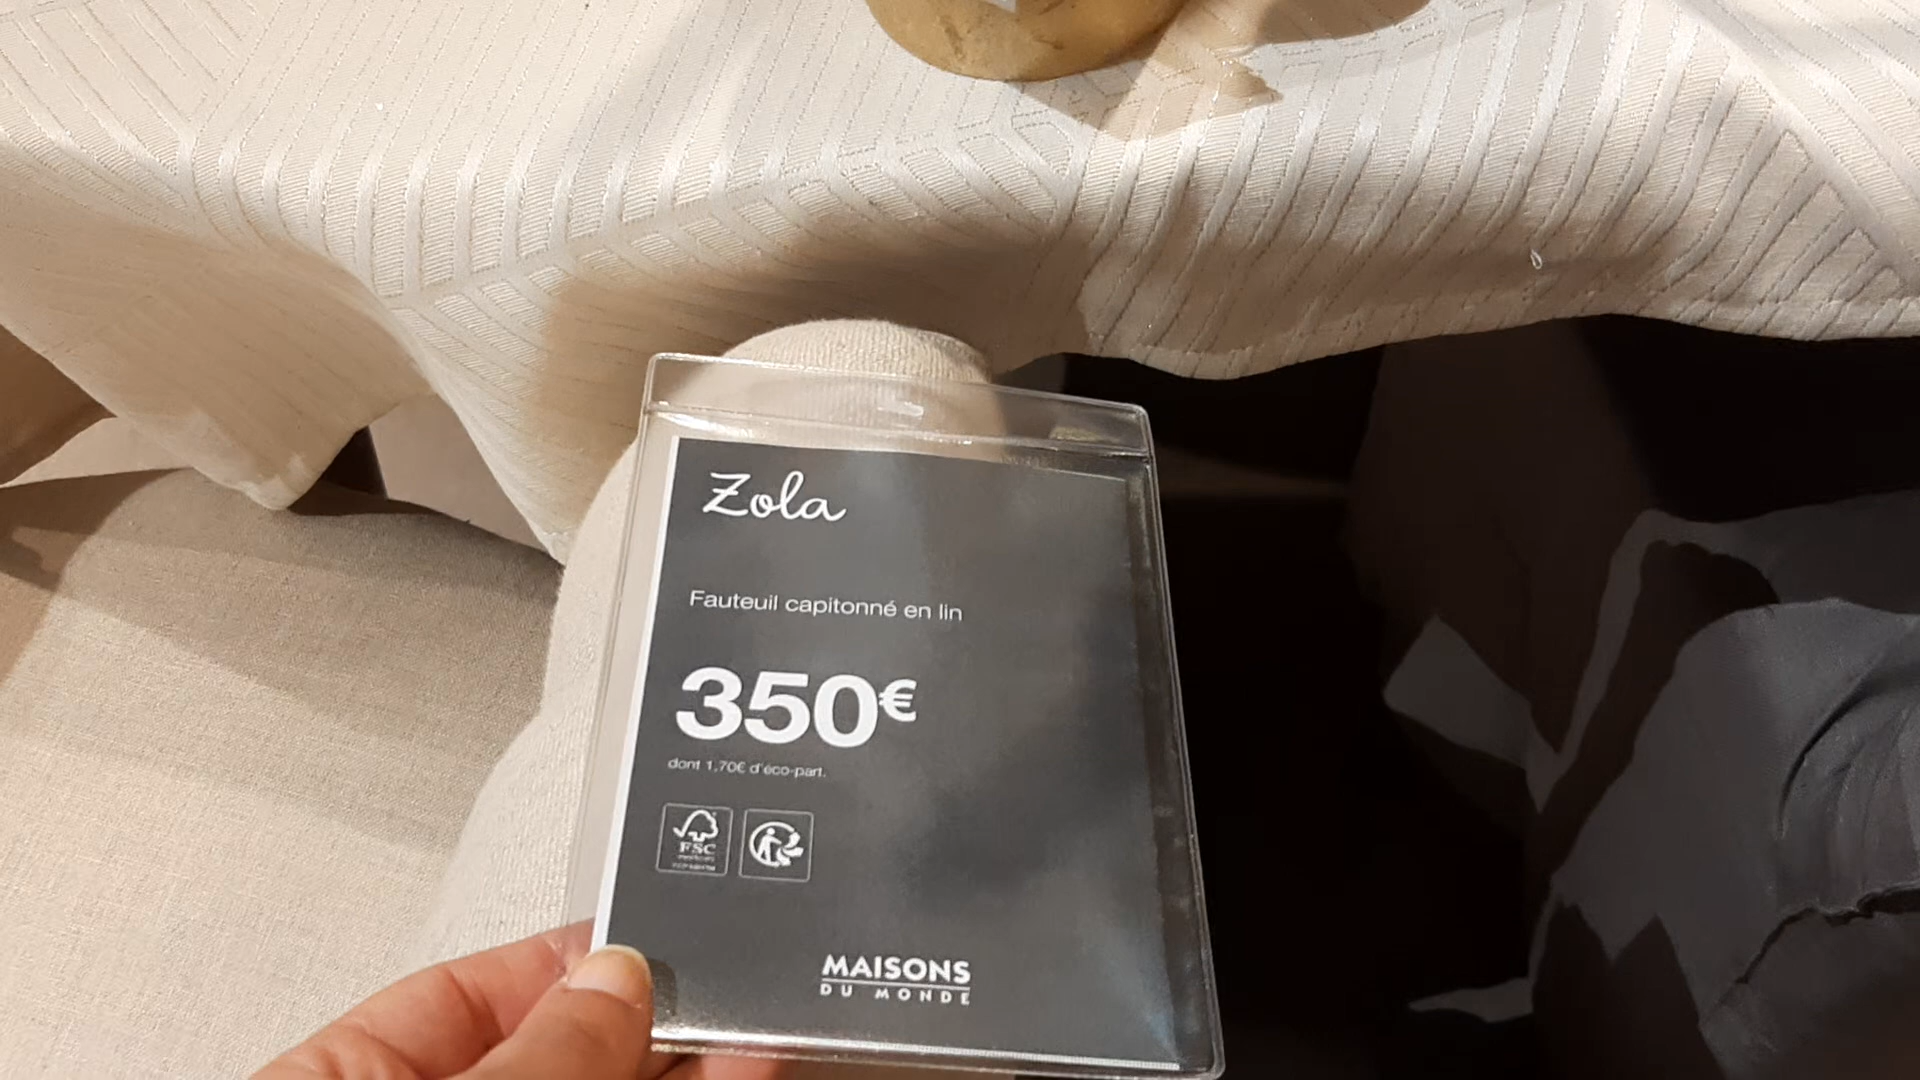 Zola
Fauteuil capitonné en lin
350€
dont 1,70€ d'éco-part.
FSC
MAISONS
DU MONDE